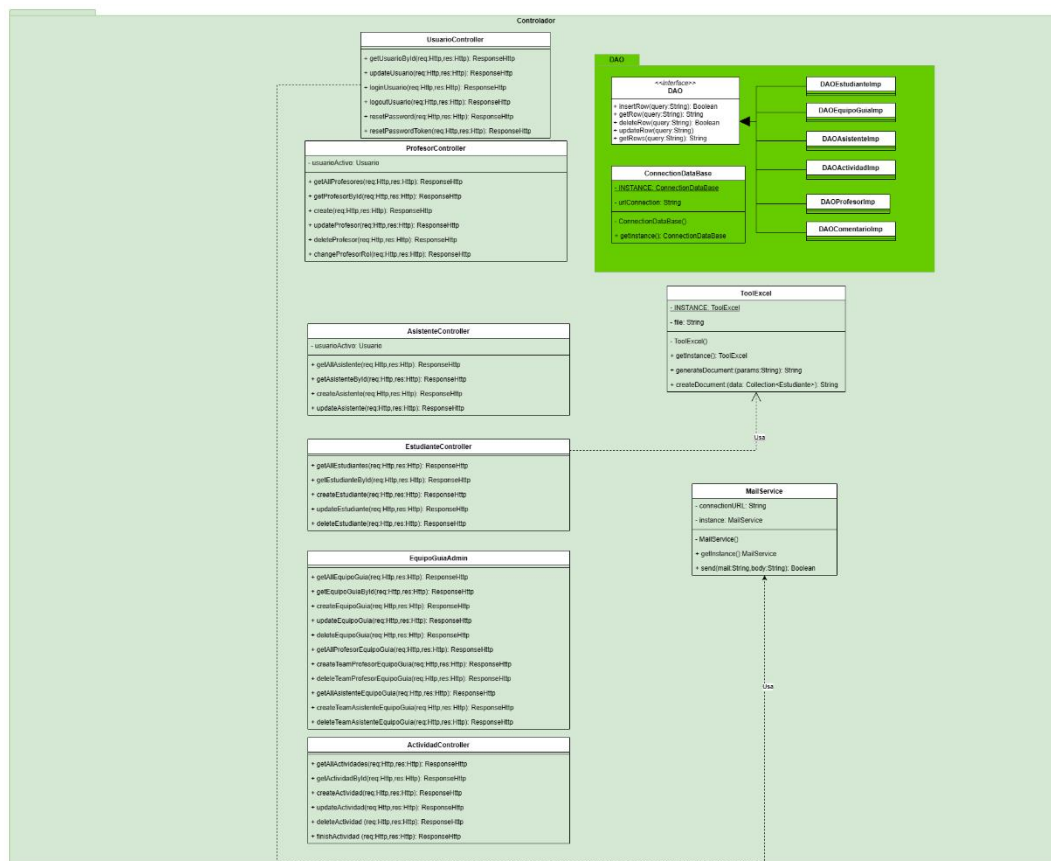 Controlador
UsuarioController
+ getUsuarioById(req:Http,res:Http): ResponseHttp
+ updateUsuario(req:Http,res:Http): ResponseHttp
+ loginUsuario(req:Http,res:Http): ResponseHttp
+ logoutUsuario(req:Http,res:Http): ResponseHttp
+ resetPassword(req:Http,res:Http): ResponseHttp
+ resetPasswordToken(req:Http,res:Http): ResponseHttp
ProfesorController
- usuarioActivo: Usuario
+ getAllProfesores(req:Http,res:Http): ResponseHttp
+ getProfesorById(req:Http,res:Http): ResponseHttp
+ create(req:Http,res:Http): ResponseHttp
+ updateProfesor(req:Http,res:Http): ResponseHttp
+ deleteProfesor(req:Http,res:Http): ResponseHttp
+ changeProfesorRol(req:Http,res:Http): ResponseHttp
DAO
<<interface>>
DAO
+ insertRow(query:String): Boolean
+ getRow(query:String): String
+ deleteRow(query:String): Boolean
+ updateRow(query:String)
+ getRows(query:String): String
DAOEstudianteImp
DAOEquipoGuiaImp
DAOAsistenteImp
DAOActividadImp
DAOProfesorImp
DAOComentarioImp
ConnectionDataBase
- INSTANCE: ConnectionDataBase
- urlConnection: String
- ConnectionDataBase()
+ getInstance(): ConnectionDataBase
ToolExcel
- INSTANCE: ToolExcel
- file: String
- ToolExcel()
+ getInstance(): ToolExcel
+ generateDocument:(params:String): String
+ createDocument:(data: Collection<Estudiante>): String
AsistenteController
- usuarioActivo: Usuario
+ getAllAsistente(req:Http,res:Http): ResponseHttp
+ getAsistenteById(req:Http,res:Http): ResponseHttp
+ createAsistente(req:Http,res:Http): ResponseHttp
+ updateAsistente(req:Http,res:Http): ResponseHttp
Usa
EstudianteController
+ getAllEstudiantes(req:Http,res:Http): ResponseHttp
+ getEstudianteById(req:Http,res:Http): ResponseHttp
+ createEstudiante(req:Http,res:Http): ResponseHttp
+ updateEstudiante(req:Http,res:Http): ResponseHttp
+ deleteEstudiante(req:Http,res:Http): ResponseHttp
MailService
- connectionURL: String
- instance: MailService
- MailService()
+ getInstance():MailService
+ send(mail:String,body:String): Boolean
EquipoGuiaAdmin
+ getAllEquipoGuia(req:Http,res:Http): ResponseHttp
+ getEquipoGuiaById(req:Http,res:Http): ResponseHttp
+ createEquipoGuia(req:Http,res:Http): ResponseHttp
+ updateEquipoGuia(req:Http,res:Http): ResponseHttp
+ deleteEquipoGuia(req:Http,res:Http): ResponseHttp
+ getAllProfesorEquipoGuia(req:Http,res:Http): ResponseHttp
+ createTeamProfesorEquipoGuia(req:Http,res:Http): ResponseHttp
+ deleteTeamProfesorEquipoGuia(req:Http,res:Http): ResponseHttp
+ getAllAsistenteEquipoGuia(req:Http,res:Http): ResponseHttp
+ createTeamAsistenteEquipoGuia(req:Http,res:Http): ResponseHttp
+ deleteTeamAsistenteEquipoGuia(req:Http,res:Http): ResponseHttp
Usa
ActividadController
+ getAllActividades(req:Http,res:Http): ResponseHttp
+ getActividadById(req:Http,res:Http): ResponseHttp
+ createActividad(req:Http,res:Http): ResponseHttp
+ updateActividad(req:Http,res:Http): ResponseHttp
+ deleteActividad (req:Http,res:Http): ResponseHttp
+ finishActividad (req:Http,res:Http): ResponseHttp